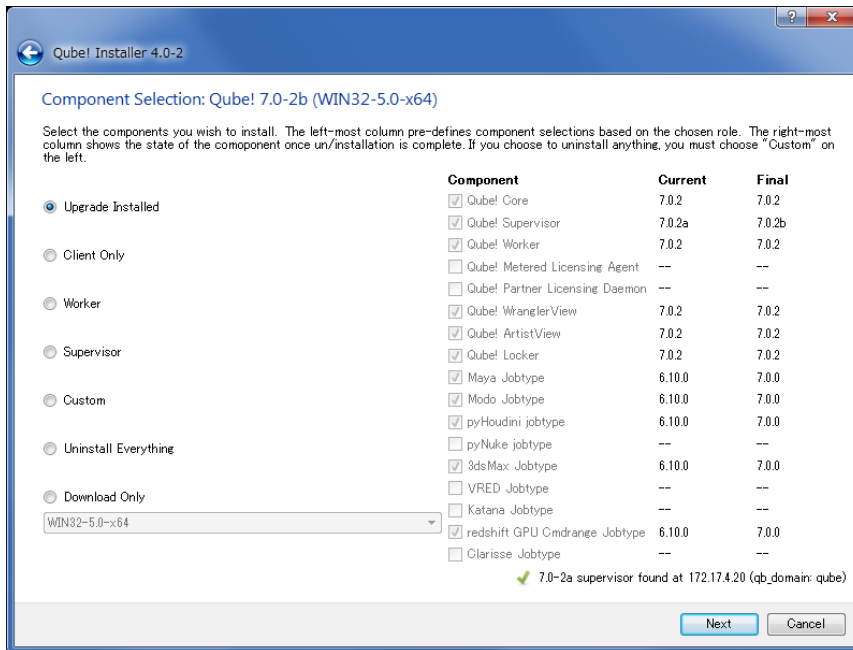 Qube! Installer 4.0-2
Component Selection: Qube! 7.0-2b (WIN32-5.0-x64)
Select the components you wish to install. The left-most column pre-defines component selections based on the chosen role. The right-most
column shows the state of the comoponent once un/installation is complete. If you choose to uninstall anything, you must choose "Custom" on
the left.
Upgrade Installed
Client Only
Worker
Supervisor
Custom
Uninstall Everything
Download Only
WIN32-5.0-x64
Component Current Final
Qube! Core 7.0.2 7.0.2
Qube! Supervisor 7.0.2a 7.0.2b
Qube! Worker 7.0.2 7.0.2
Qube! Metered Licensing Agent -- --
Qube! Partner Licensing Daemon -- --
Qube! WranglerView 7.0.2 7.0.2
Qube! ArtistView 7.0.2 7.0.2
Qube! Locker 7.0.2 7.0.2
Maya Jobtype 6.10.0 7.0.0
Modo Jobtype 6.10.0 7.0.0
pyHoudini jobtype 6.10.0 7.0.0
pyNuke jobtype -- --
3dsMax Jobtype 6.10.0 7.0.0
VRED Jobtype -- --
Katana Jobtype -- --
redshift GPU Cmdrange Jobtype 6.10.0 7.0.0
Clarisse Jobtype -- --
7.0-2a supervisor found at 172.17.4.20 (qb_domain: qube)
Next Cancel